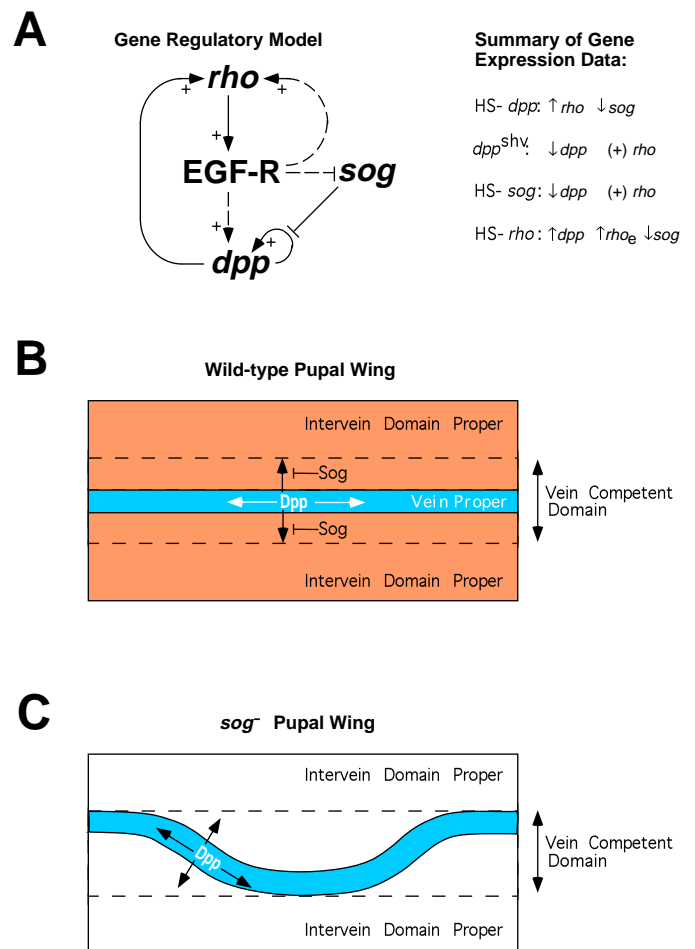 A
Gene Regulatory Model
rho
+ +
+
EGF-R
sog
+
+
dpp
Summary of Gene
Expression Data:
HS- dpp: ↑rho ↓sog
dpp^shv: ↓dpp (+) rho
HS- sog: ↓dpp (+) rho
HS- rho: ↑dpp ↑rhoₑ ↓sog
B
Wild-type Pupal Wing
Intervein Domain Proper
Sog
Dpp
Vein Proper
Sog
Intervein Domain Proper
Vein Competent
Domain
C
sog⁻ Pupal Wing
Intervein Domain Proper
Dpp
Vein Competent
Domain
Intervein Domain Proper